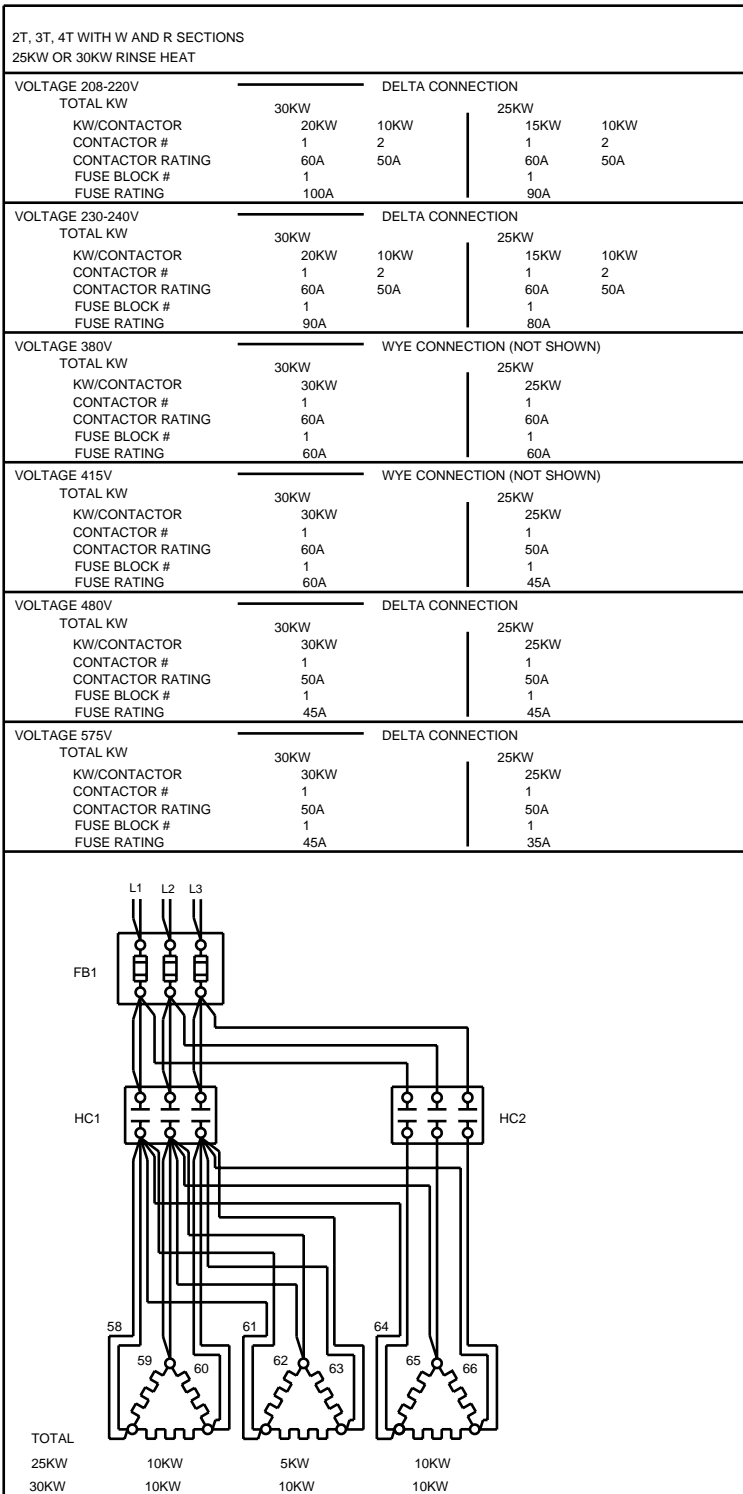 2T, 3T, 4T WITH W AND R SECTIONS
25KW OR 30KW RINSE HEAT
VOLTAGE 208-220V DELTA CONNECTION
TOTAL KW 30KW 25KW
KW/CONTACTOR 20KW 10KW 15KW 10KW
CONTACTOR # 1 2 1 2
CONTACTOR RATING 60A 50A 60A 50A
FUSE BLOCK # 1 1
FUSE RATING 100A 90A
VOLTAGE 230-240V DELTA CONNECTION
TOTAL KW 30KW 25KW
KW/CONTACTOR 20KW 10KW 15KW 10KW
CONTACTOR # 1 2 1 2
CONTACTOR RATING 60A 50A 60A 50A
FUSE BLOCK # 1 1
FUSE RATING 90A 80A
VOLTAGE 380V WYE CONNECTION (NOT SHOWN)
TOTAL KW 30KW 25KW
KW/CONTACTOR 30KW 25KW
CONTACTOR # 1 1
CONTACTOR RATING 60A 60A
FUSE BLOCK # 1 1
FUSE RATING 60A 60A
VOLTAGE 415V WYE CONNECTION (NOT SHOWN)
TOTAL KW 30KW 25KW
KW/CONTACTOR 30KW 25KW
CONTACTOR # 1 1
CONTACTOR RATING 60A 50A
FUSE BLOCK # 1 1
FUSE RATING 60A 45A
VOLTAGE 480V DELTA CONNECTION
TOTAL KW 30KW 25KW
KW/CONTACTOR 30KW 25KW
CONTACTOR # 1 1
CONTACTOR RATING 50A 50A
FUSE BLOCK # 1 1
FUSE RATING 45A 45A
VOLTAGE 575V DELTA CONNECTION
TOTAL KW 30KW 25KW
KW/CONTACTOR 30KW 25KW
CONTACTOR # 1 1
CONTACTOR RATING 50A 50A
FUSE BLOCK # 1 1
FUSE RATING 45A 35A
L1 L2 L3
FB1
HC1 HC2
58 61 64
59 60 62 63 65 66
TOTAL
25KW 10KW 5KW 10KW
30KW 10KW 10KW 10KW